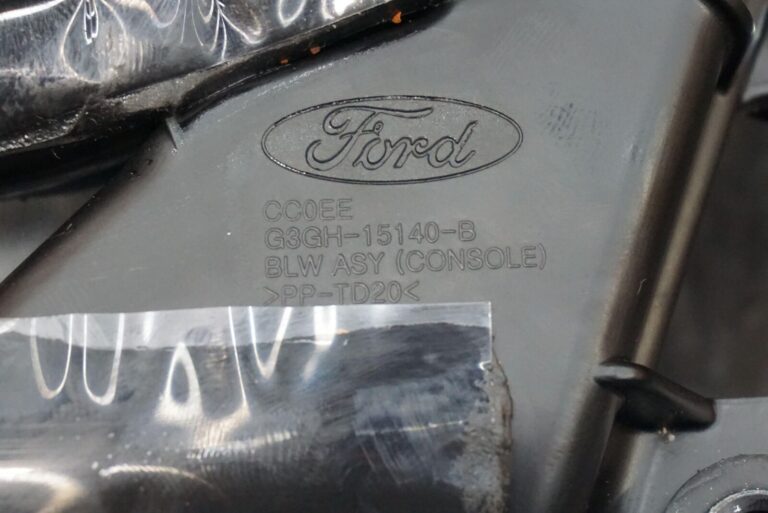 Ford
CC0EE
G3GH-15140-B
BLW ASY (CONSOLE)
>PP-TD20<